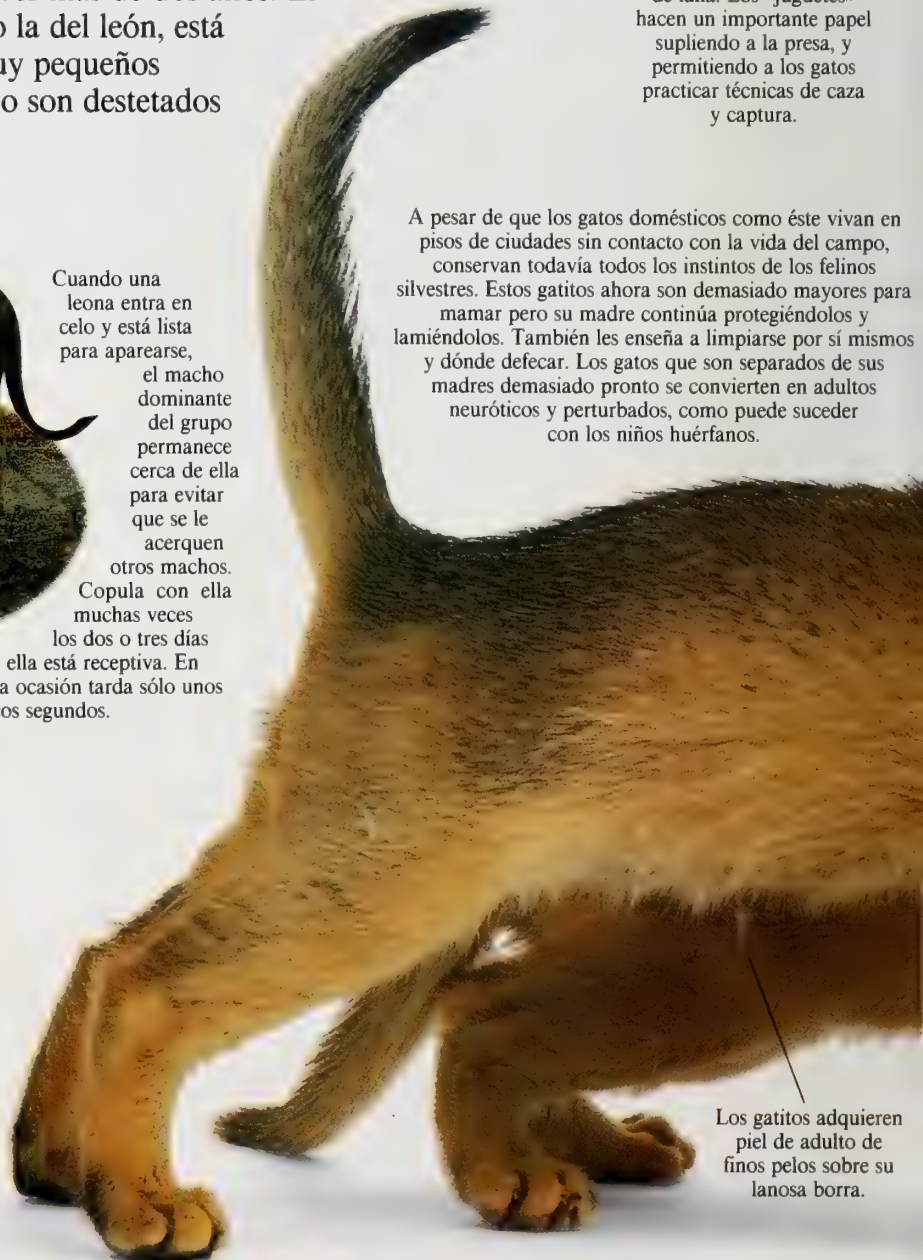 o la del león, está
uy pequeños
o son destetados
hacen un importante papel
supliendo a la presa, y
permitiendo a los gatos
practicar técnicas de caza
y captura.
A pesar de que los gatos domésticos como éste vivan en
pisos de ciudades sin contacto con la vida del campo,
conservan todavía todos los instintos de los felinos
silvestres. Estos gatitos ahora son demasiado mayores para
mamar pero su madre continúa protegiéndolos y
lamiéndolos. También les enseña a limpiarse por sí mismos
y dónde defecar. Los gatos que son separados de sus
madres demasiado pronto se convierten en adultos
neuróticos y perturbados, como puede suceder
con los niños huérfanos.
Cuando una
leona entra en
celo y está lista
para aparearse,
el macho
dominante
del grupo
permanece
cerca de ella
para evitar
que se le
acerquen
otros machos.
Copula con ella
muchas veces
los dos o tres días
ella está receptiva. En
a ocasión tarda sólo unos
os segundos.
Los gatitos adquieren
piel de adulto de
finos pelos sobre su
lanosa borra.